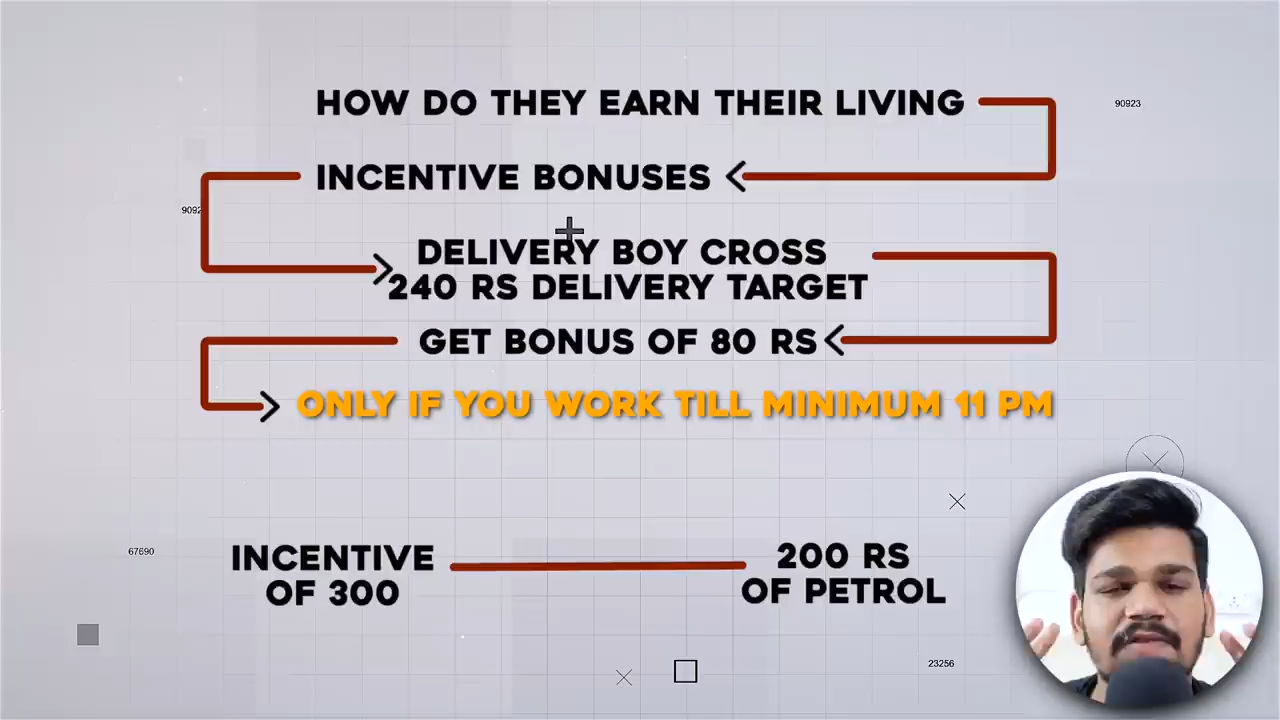 HOW DO THEY EARN THEIR LIVING
90923
INCENTIVE BONUSES
9092
DELIVERY BOY CROSS
240 RS DELIVERY TARGET
GET BONUS OF 80 RS
ONLY IF YOU WORK TILL MINIMUM 11 PM
67690
INCENTIVE
OF 300
200 RS
OF PETROL
23256